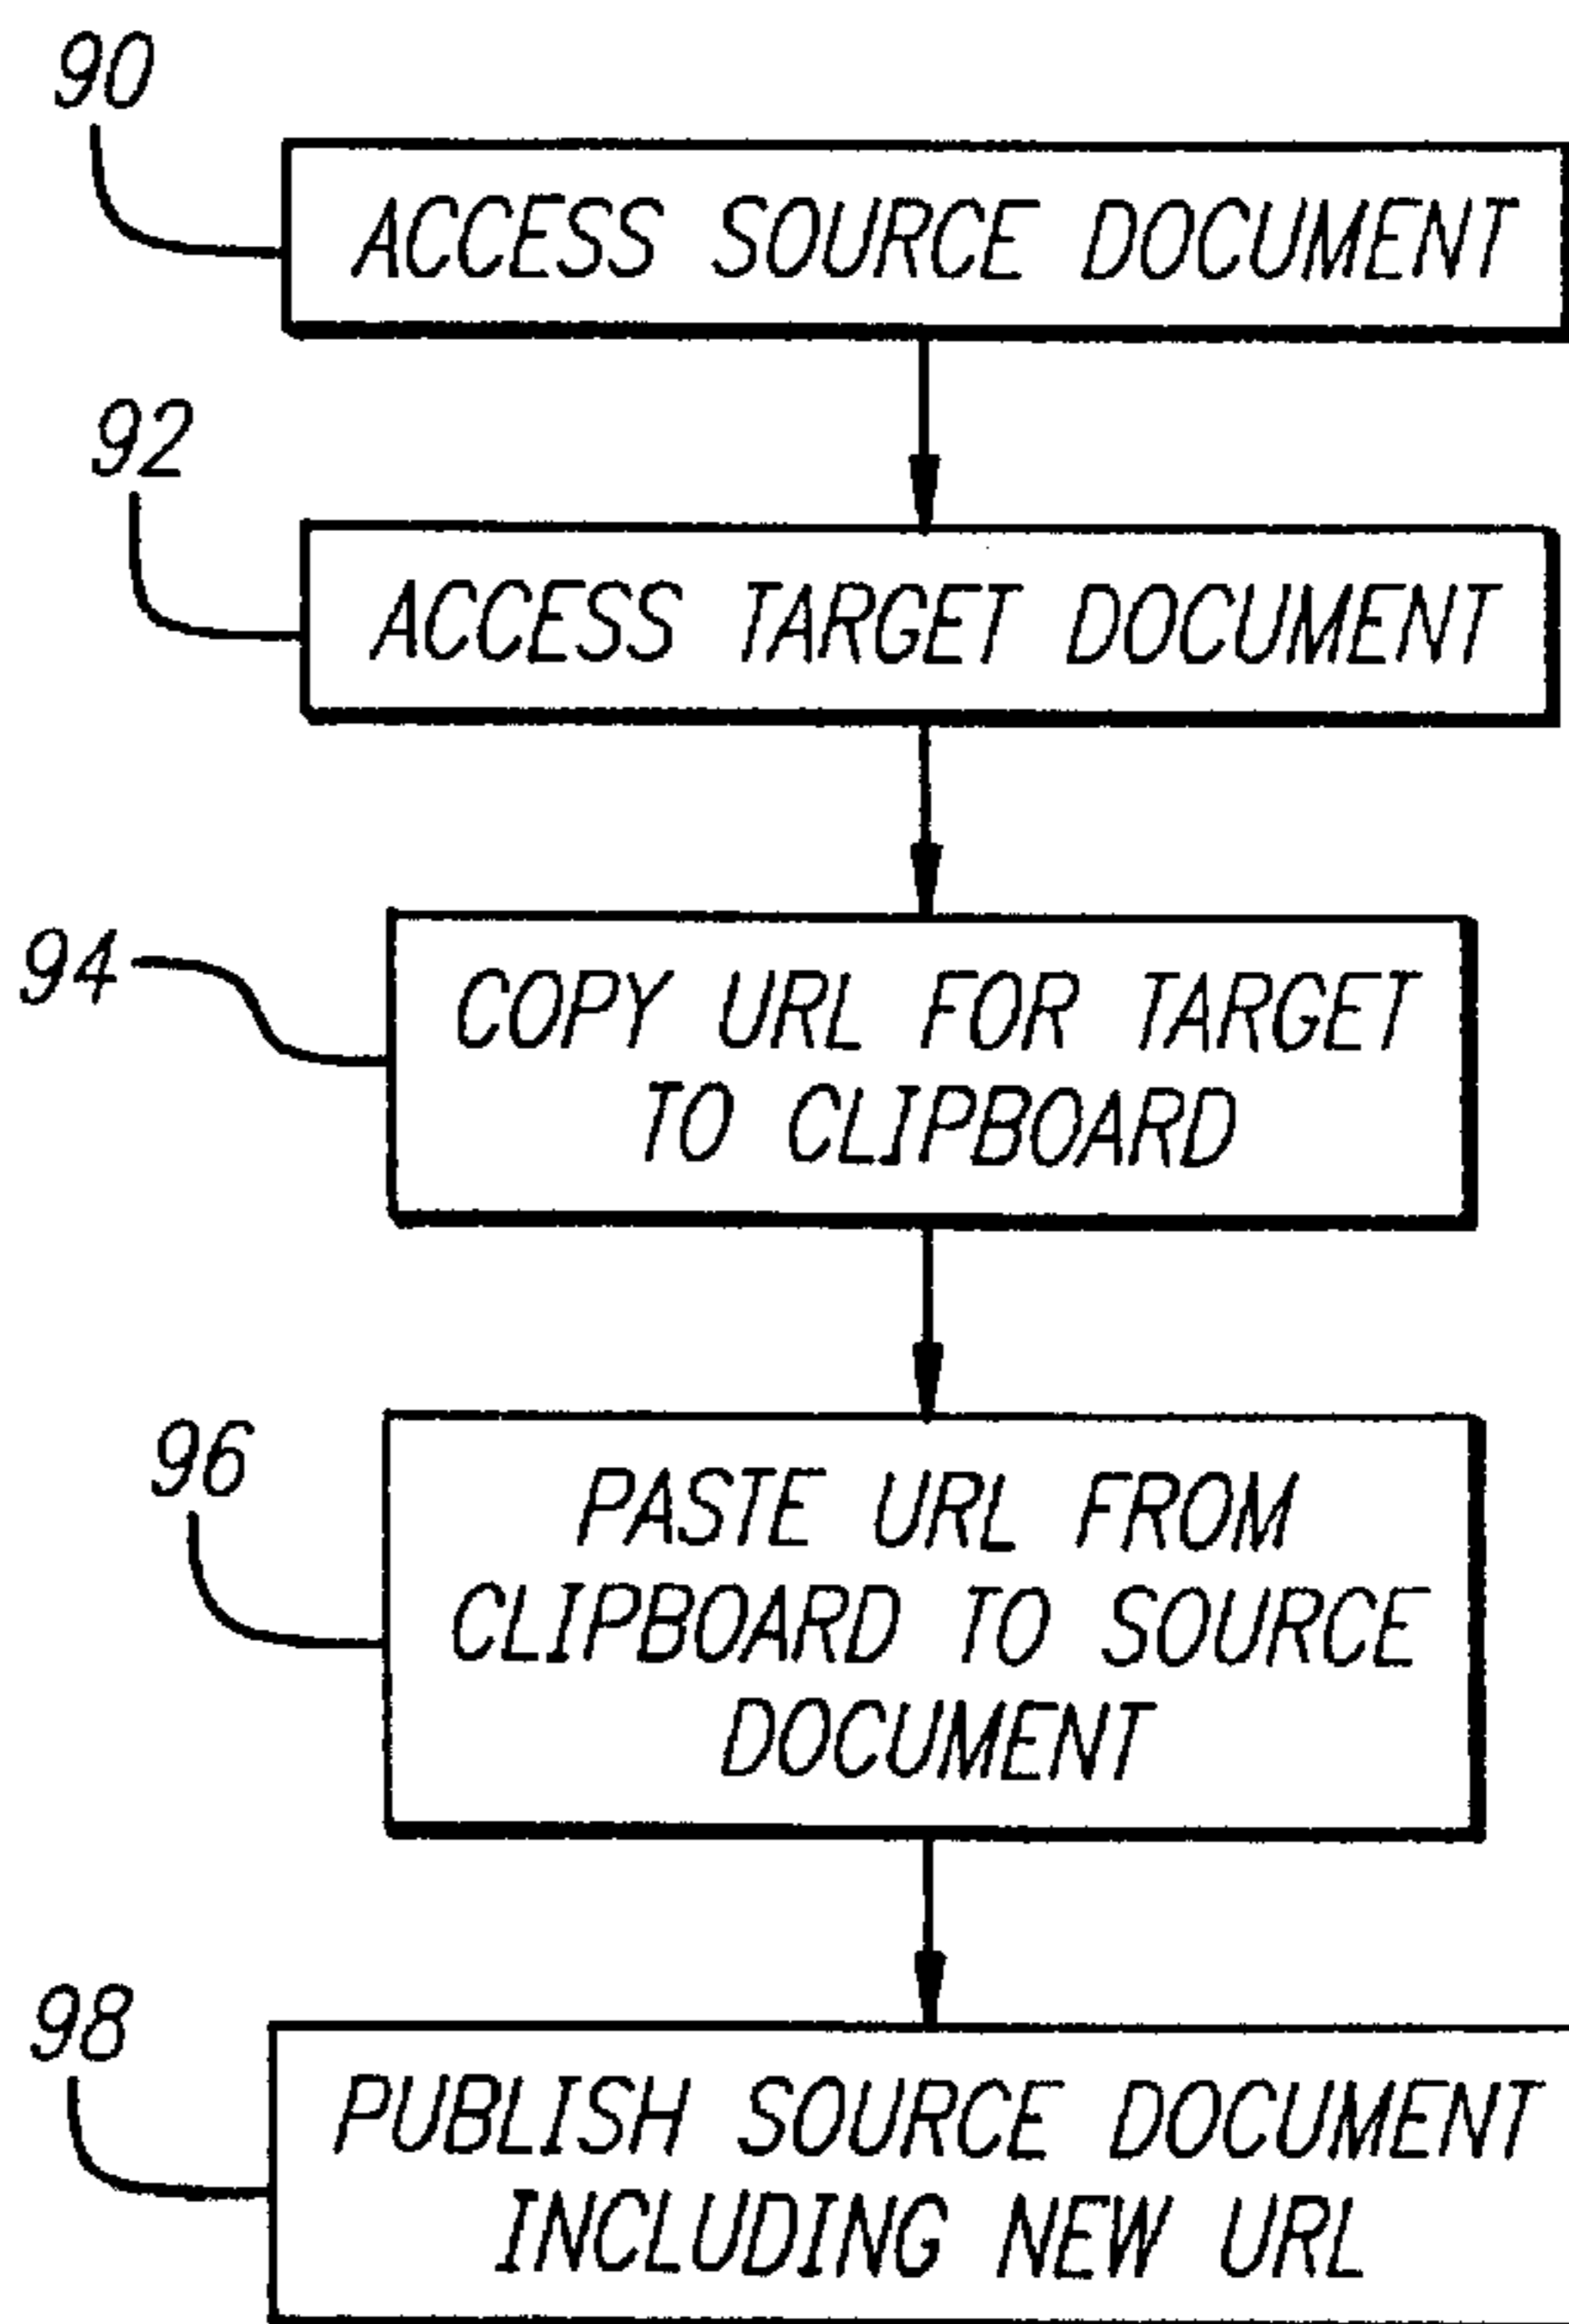 90
ACCESS SOURCE DOCUMENT
92
ACCESS TARGET DOCUMENT
94
COPY URL FOR TARGET
TO CLIPBOARD
96
PASTE URL FROM
CLIPBOARD TO SOURCE
DOCUMENT
98
PUBLISH SOURCE DOCUMENT
INCLUDING NEW URL